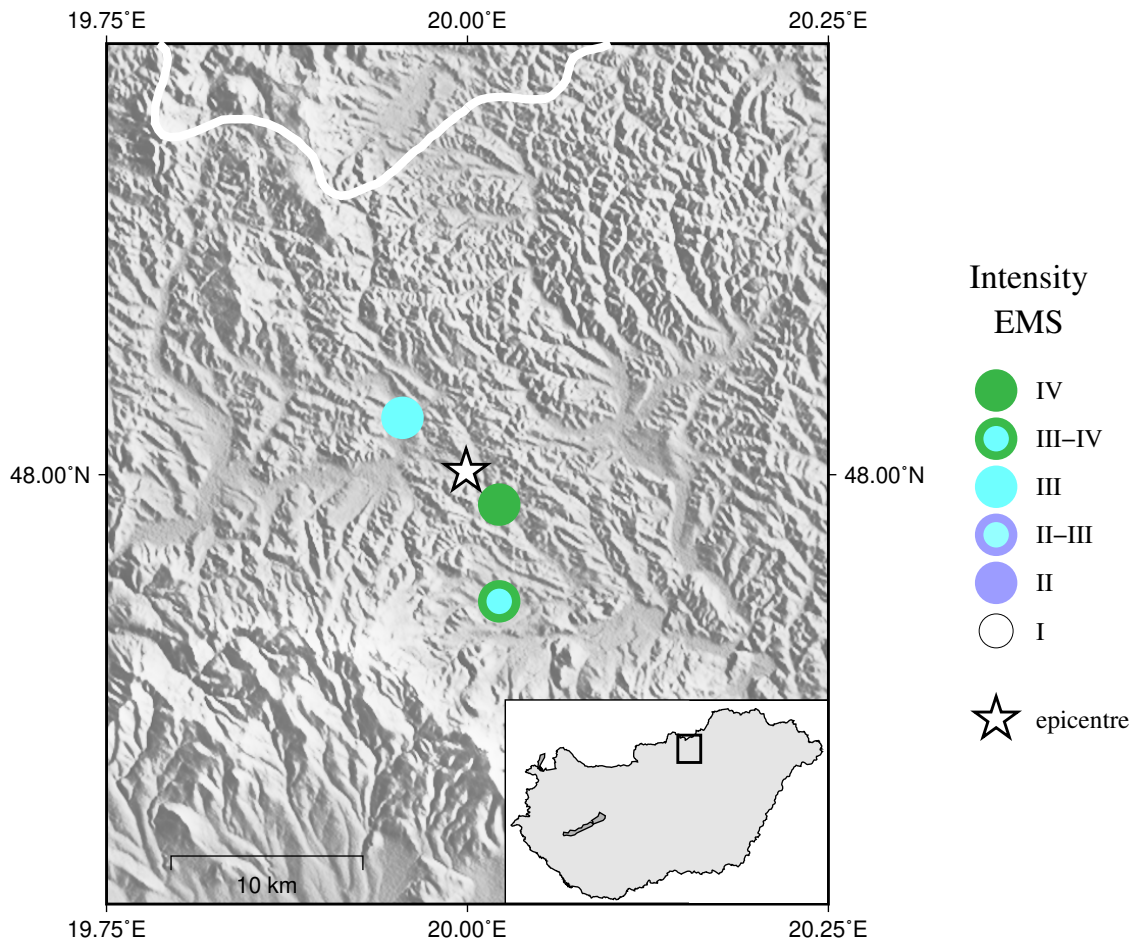 19.75˚E
20.00˚E
20.25˚E
Intensity
EMS
IV
III–IV
III
48.00˚N
48.00˚N
II–III
II
I
epicentre
10 km
19.75˚E
20.00˚E
20.25˚E